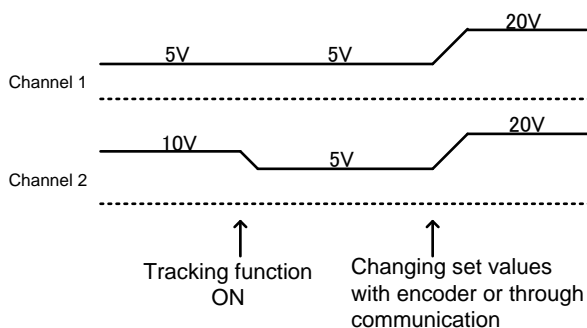 20V
5V 5V
Channel 1
20V
10V
5V
Channel 2
Tracking function
ON
Changing set values
with encoder or through
communication